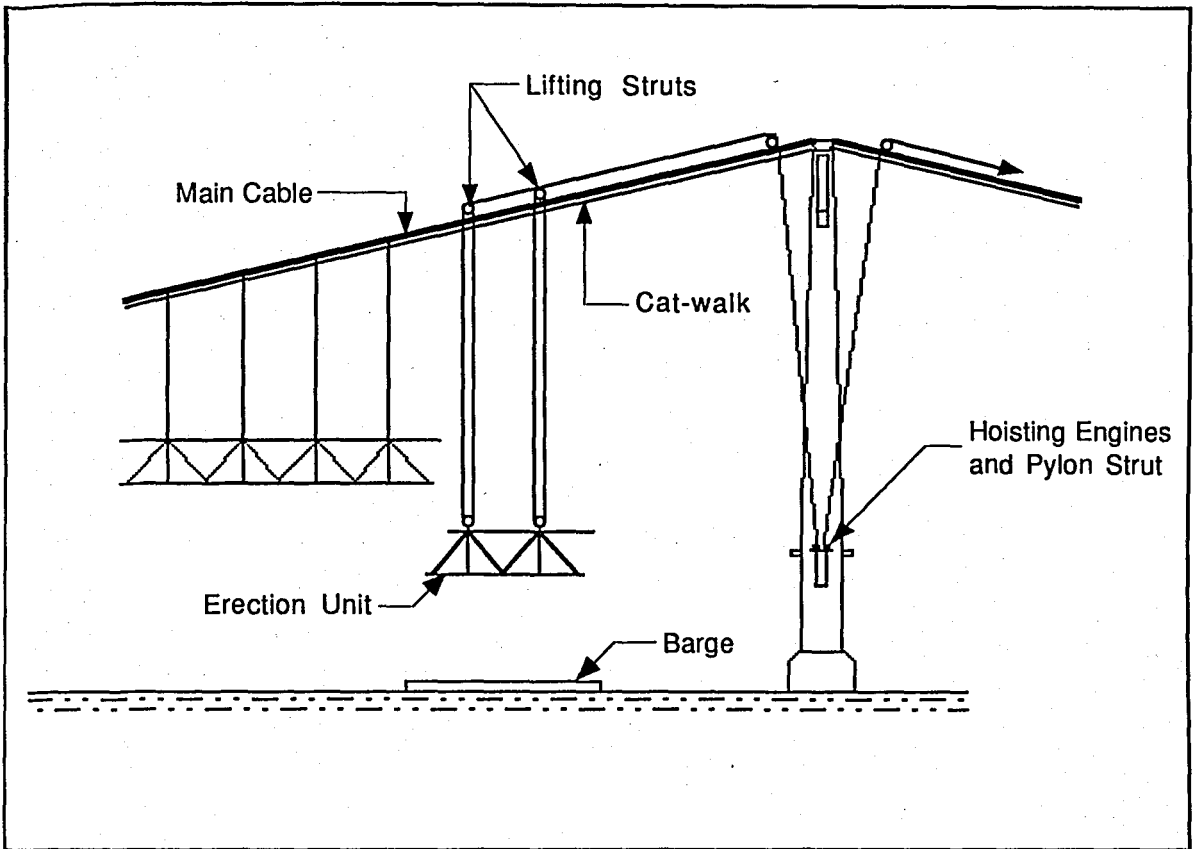 Lifting Struts
Main Cable
Cat-walk
Hoisting Engines
and Pylon Strut
Erection Unit
Barge